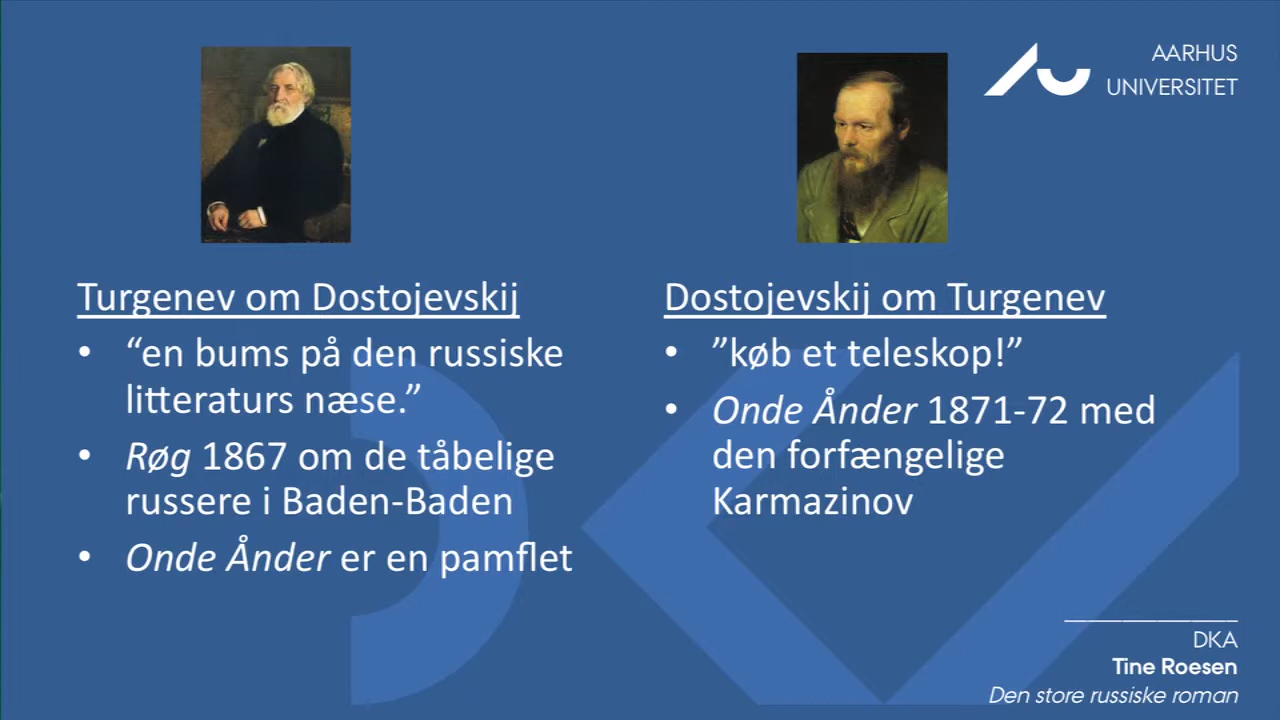 AARHUS
UNIVERSITET
Turgenev om Dostojevskij
• “en bums på den russiske
litteraturs næse.”
• Røg 1867 om de tåbelige
russere i Baden-Baden
• Onde Ånder er en pamflet
Dostojevskij om Turgenev
• ”køb et teleskop!”
• Onde Ånder 1871-72 med
den forfængelige
Karmazinov
DKA
Tine Roesen
Den store russiske roman